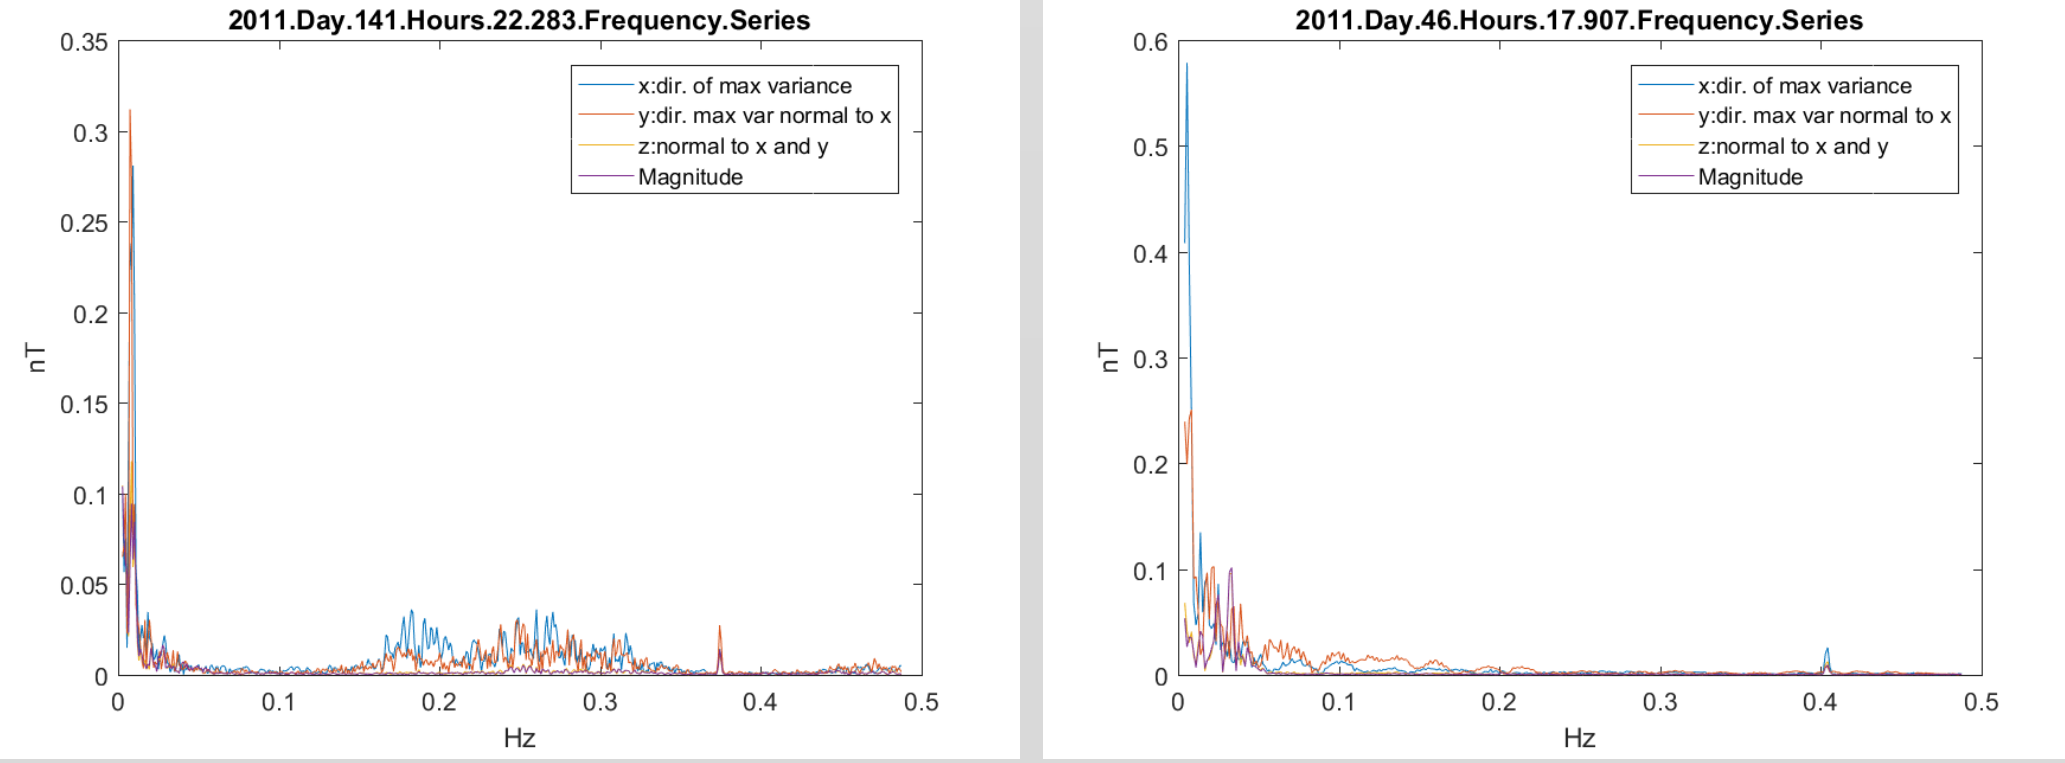 2011.Day.141.Hours.22.283.Frequency.Series
0.35
0.3
0.25
0.2
0.15
0.1
0.05
0
nT
x:dir. of max variance
y:dir. max var normal to x
z:normal to x and y
Magnitude
0 0.1 0.2 0.3 0.4 0.5
Hz
2011.Day.46.Hours.17.907.Frequency.Series
0.6
0.5
0.4
0.3
0.2
0.1
0
nT
x:dir. of max variance
y:dir. max var normal to x
z:normal to x and y
Magnitude
0 0.1 0.2 0.3 0.4 0.5
Hz